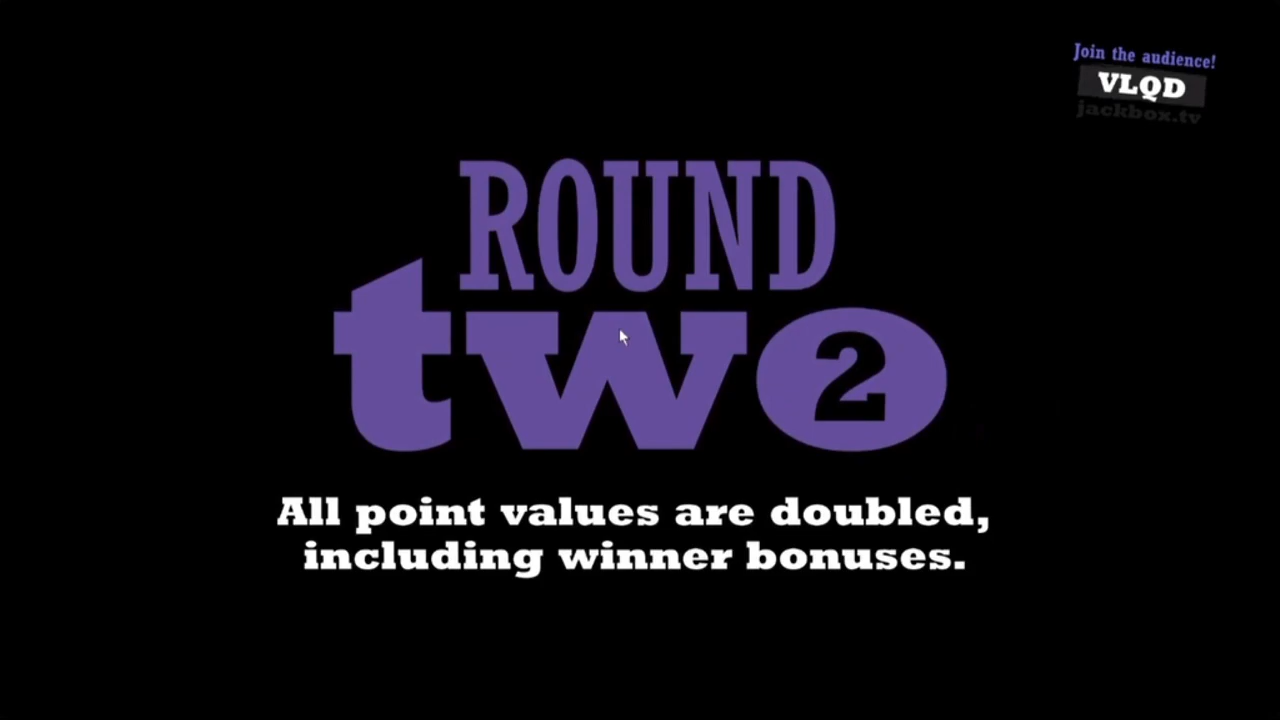 Join the audience!
VLQD
jackbox.tv
ROUND
two
2
All point values are doubled,
including winner bonuses.